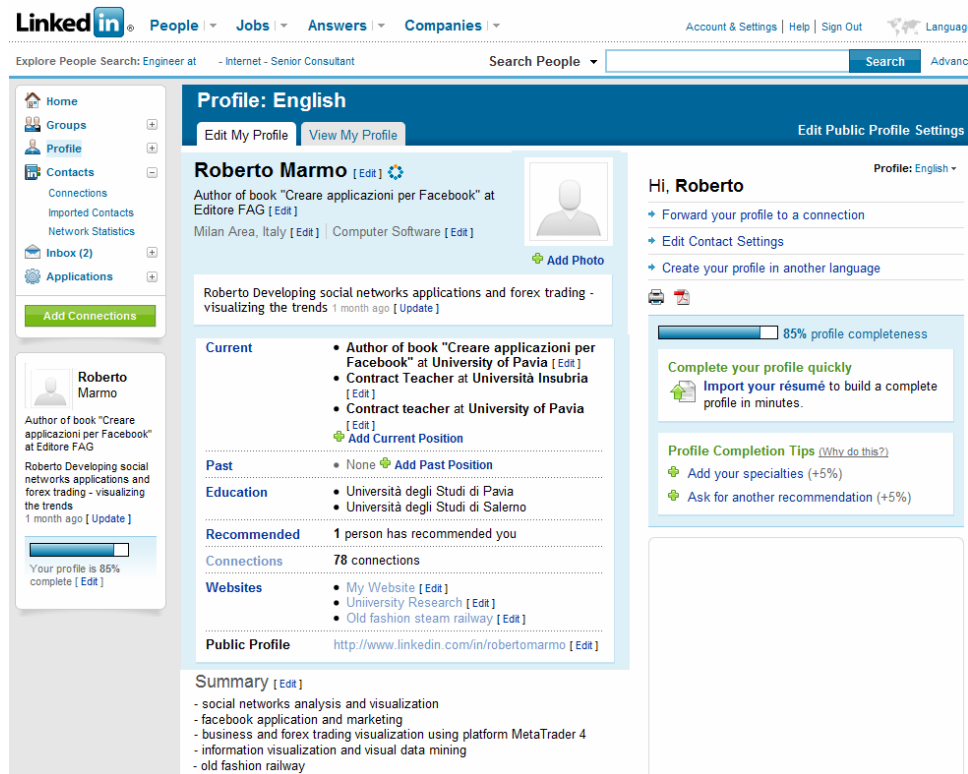 Linked in ® People Jobs Answers Companies Account & Settings | Help | Sign Out Languag
Explore People Search: Engineer at - Internet - Senior Consultant Search People Search Advanc
Home
Groups
Profile
Contacts
Connections
Imported Contacts
Network Statistics
Inbox (2)
Applications
Add Connections
Roberto
Marmo
Author of book "Creare
applicazioni per Facebook"
at Editore FAG
Roberto Developing social
networks applications and
forex trading - visualizing
the trends
1 month ago [ Update ]
Your profile is 85%
complete [ Edit ]
Profile: English
Edit My Profile View My Profile
Edit Public Profile Settings
Roberto Marmo [ Edit ]
Author of book "Creare applicazioni per Facebook" at
Editore FAG [ Edit ]
Milan Area, Italy [ Edit ] | Computer Software [ Edit ]
Add Photo
Roberto Developing social networks applications and forex trading -
visualizing the trends 1 month ago [ Update ]
Current
• Author of book "Creare applicazioni per
Facebook" at University of Pavia [ Edit ]
• Contract Teacher at Università Insubria
[ Edit ]
• Contract teacher at University of Pavia
[ Edit ]
Add Current Position
Past • None Add Past Position
Education • Università degli Studi di Pavia
• Università degli Studi di Salerno
Recommended 1 person has recommended you
Connections 78 connections
Websites • My Website [ Edit ]
• Uniiversity Research [ Edit ]
• Old fashion steam railway [ Edit ]
Public Profile http://www.linkedin.com/in/robertomarmo [ Edit ]
Summary [ Edit ]
- social networks analysis and visualization
- facebook application and marketing
- business and forex trading visualization using platform MetaTrader 4
- information visualization and visual data mining
- old fashion railway
Profile: English
Hi, Roberto
Forward your profile to a connection
Edit Contact Settings
Create your profile in another language
85% profile completeness
Complete your profile quickly
Import your résumé to build a complete
profile in minutes.
Profile Completion Tips (Why do this?)
Add your specialties (+5%)
Ask for another recommendation (+5%)